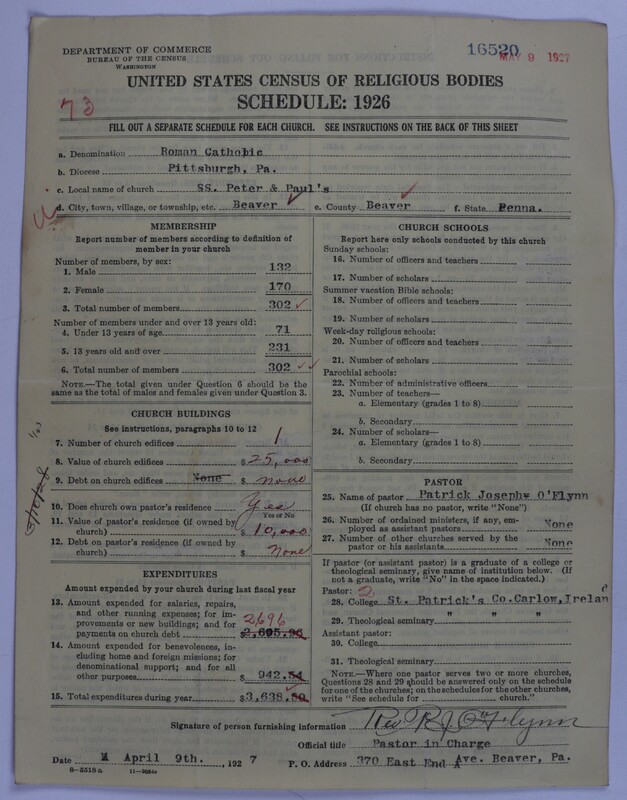 DEPARTMENT OF COMMERCE
BUREAU OF THE CENSUS
WASHINGTON
16520
MAY 9 1927
UNITED STATES CENSUS OF RELIGIOUS BODIES
SCHEDULE: 1926
73
FILL OUT A SEPARATE SCHEDULE FOR EACH CHURCH. SEE INSTRUCTIONS ON THE BACK OF THIS SHEET
a. Denomination Roman Catholic
b. Diocese Pittsburgh, Pa.
c. Local name of church SS. Peter & Paul's
d. City, town, village, or township, etc. Beaver e. County Beaver f. State Penna.
MEMBERSHIP
Report number of members according to definition of
member in your church
Number of members, by sex:
1. Male 132
2. Female 170
3. Total number of members 302
Number of members under and over 13 years old:
4. Under 13 years of age 71
5. 13 years old and over 231
6. Total number of members 302
NOTE.—The total given under Question 6 should be
same as the total of males and females given under Question 3.
CHURCH BUILDINGS
See instructions, paragraphs 10 to 12
7. Number of church edifices 1
8. Value of church edifices $ 25,000
9. Debt on church edifices None $ none
10. Does church own pastor's residence Yes
Yes or No
11. Value of pastor's residence (if owned by
church) $ 10,000
12. Debt on pastor's residence (if owned by
church) $ None
EXPENDITURES
Amount expended by your church during last fiscal year
13. Amount expended for salaries, repairs,
and other running expenses; for im-
provements or new buildings; and for
payments on church debt $ 2,695.96
2696
14. Amount expended for benevolences, in-
cluding home and foreign missions; for
denominational support; and for all
other purposes $ 942.54
15. Total expenditures during year $ 3,638.50
CHURCH SCHOOLS
Report here only schools conducted by this church
Sunday schools:
16. Number of officers and teachers
17. Number of scholars
Summer vacation Bible schools:
18. Number of officers and teachers
19. Number of scholars
Week-day religious schools:
20. Number of officers and teachers
21. Number of scholars
Parochial schools:
22. Number of administrative officers
23. Number of teachers—
a. Elementary (grades 1 to 8)
b. Secondary
24. Number of scholars—
a. Elementary (grades 1 to 8)
b. Secondary
PASTOR
25. Name of pastor Patrick Josephw O'Flynn
(If church has no pastor, write "None")
26. Number of ordained ministers, if any, em-
ployed as assistant pastors None
27. Number of other churches served by the
pastor or his assistants None
If pastor (or assistant pastor) is a graduate of a college or
theological seminary, give name of institution below. (If
not a graduate, write "No" in the space indicated.)
Pastor: 2
28. College St. Patrick's Co. Carlow, Ireland
29. Theological seminary " " "
Assistant pastor:
30. College
31. Theological seminary
NOTE.—Where one pastor serves two or more churches,
Questions 28 and 29 should be answered only on the schedule
for one of the churches; on the schedules for the other churches,
write "See schedule for church."
Signature of person furnishing information Rev P. J. O'Flynn
Official title Pastor in Charge
Date April 9th. , 192 7 P. O. Address 370 East End Ave. Beaver, Pa.
8—5518a